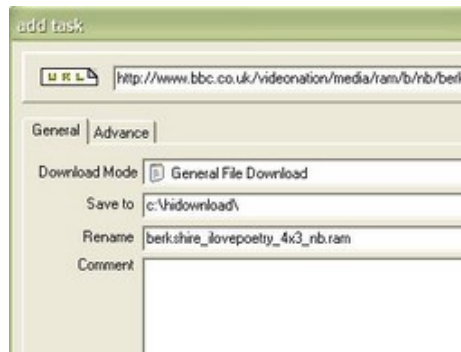 add task
URL http://www.bbc.co.uk/videonation/media/ram/b/nb/berk
General Advance
Download Mode General File Download
Save to c:\hidownload\
Rename berkshire_ilovepoetry_4x3_nb.ram
Comment